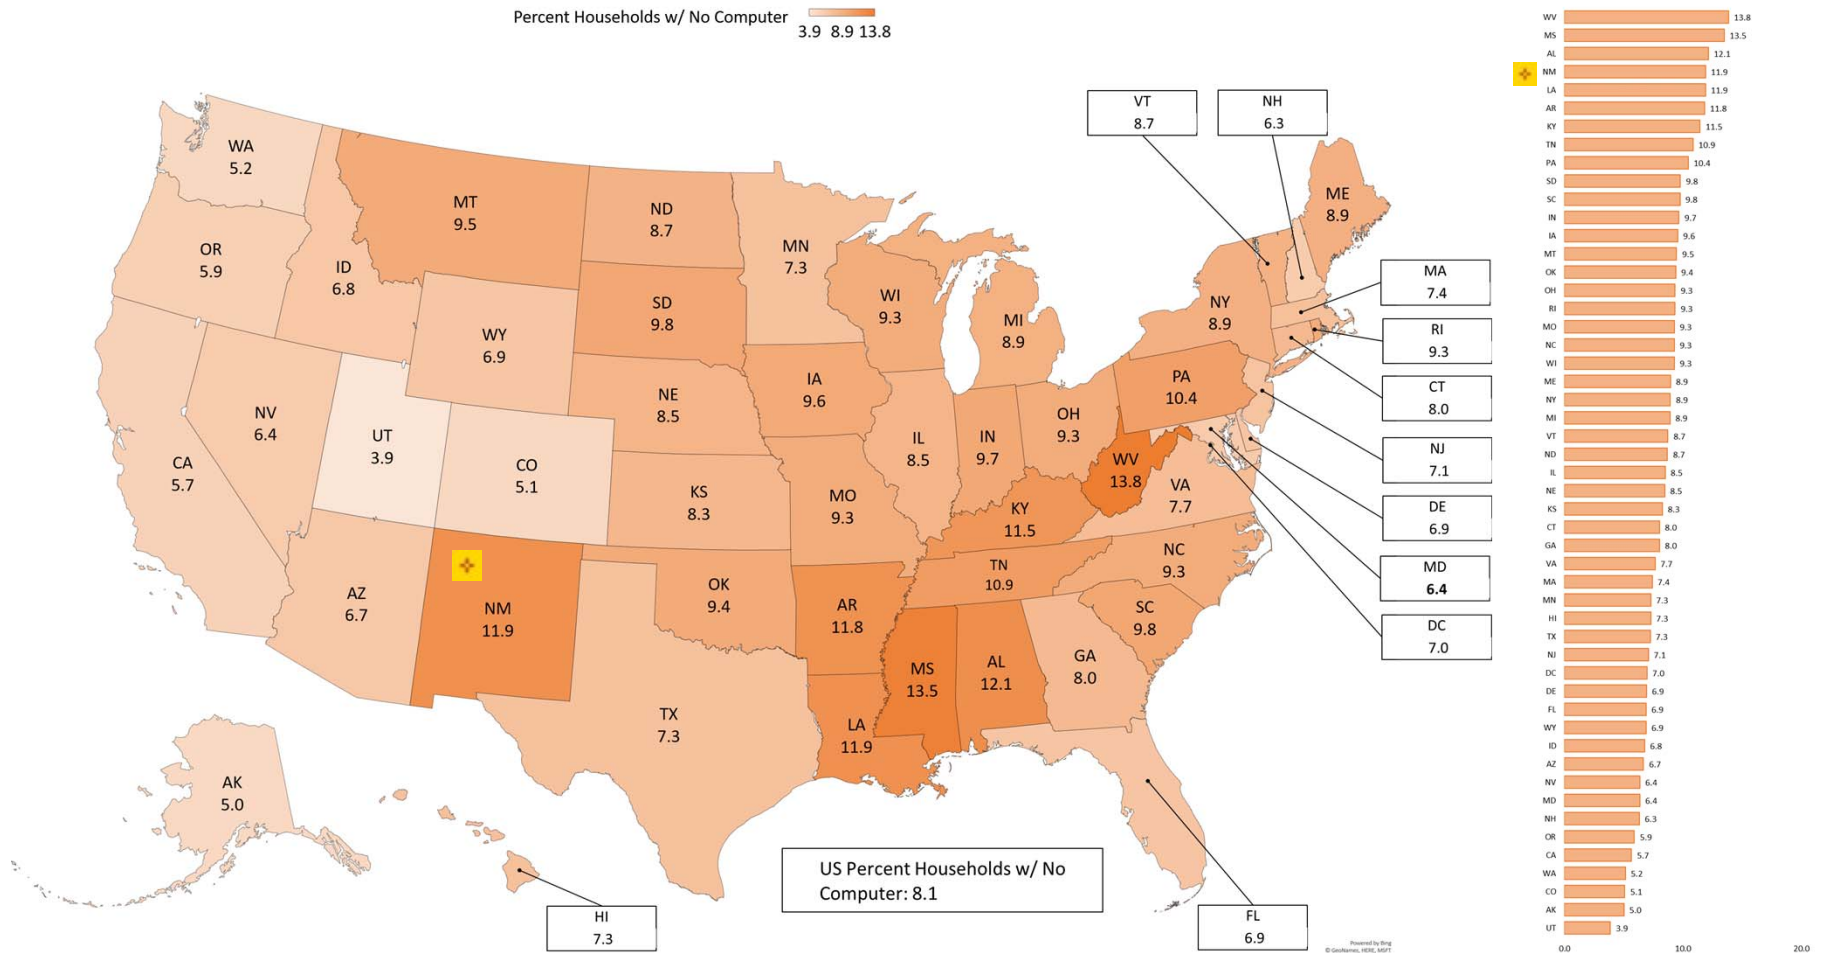 Percent Households w/ No Computer
3.9 8.9 13.8
WA
5.2
OR
5.9
CA
5.7
NV
6.4
ID
6.8
MT
9.5
WY
6.9
UT
3.9
CO
5.1
AZ
6.7
NM
11.9
ND
8.7
SD
9.8
NE
8.5
KS
8.3
OK
9.4
TX
7.3
MN
7.3
IA
9.6
MO
9.3
AR
11.8
LA
11.9
WI
9.3
IL
8.5
MI
8.9
IN
9.7
OH
9.3
KY
11.5
TN
10.9
MS
13.5
AL
12.1
GA
8.0
SC
9.8
NC
9.3
VA
7.7
WV
13.8
PA
10.4
NY
8.9
ME
8.9
VT
8.7
NH
6.3
MA
7.4
RI
9.3
CT
8.0
NJ
7.1
DE
6.9
MD
6.4
DC
7.0
FL
6.9
AK
5.0
HI
7.3
US Percent Households w/ No
Computer: 8.1
Powered by Bing
© GeoNames, HERE, MSFT
WV 13.8
MS 13.5
AL 12.1
NM 11.9
LA 11.9
AR 11.8
KY 11.5
TN 10.9
PA 10.4
SD 9.8
SC 9.8
IN 9.7
IA 9.6
MT 9.5
OK 9.4
OH 9.3
RI 9.3
MO 9.3
NC 9.3
WI 9.3
ME 8.9
NY 8.9
MI 8.9
VT 8.7
ND 8.7
IL 8.5
NE 8.5
KS 8.3
CT 8.0
GA 8.0
VA 7.7
MA 7.4
MN 7.3
HI 7.3
TX 7.3
NJ 7.1
DC 7.0
DE 6.9
FL 6.9
WY 6.9
ID 6.8
AZ 6.7
NV 6.4
MD 6.4
NH 6.3
OR 5.9
CA 5.7
WA 5.2
CO 5.1
AK 5.0
UT 3.9
0.0 10.0 20.0